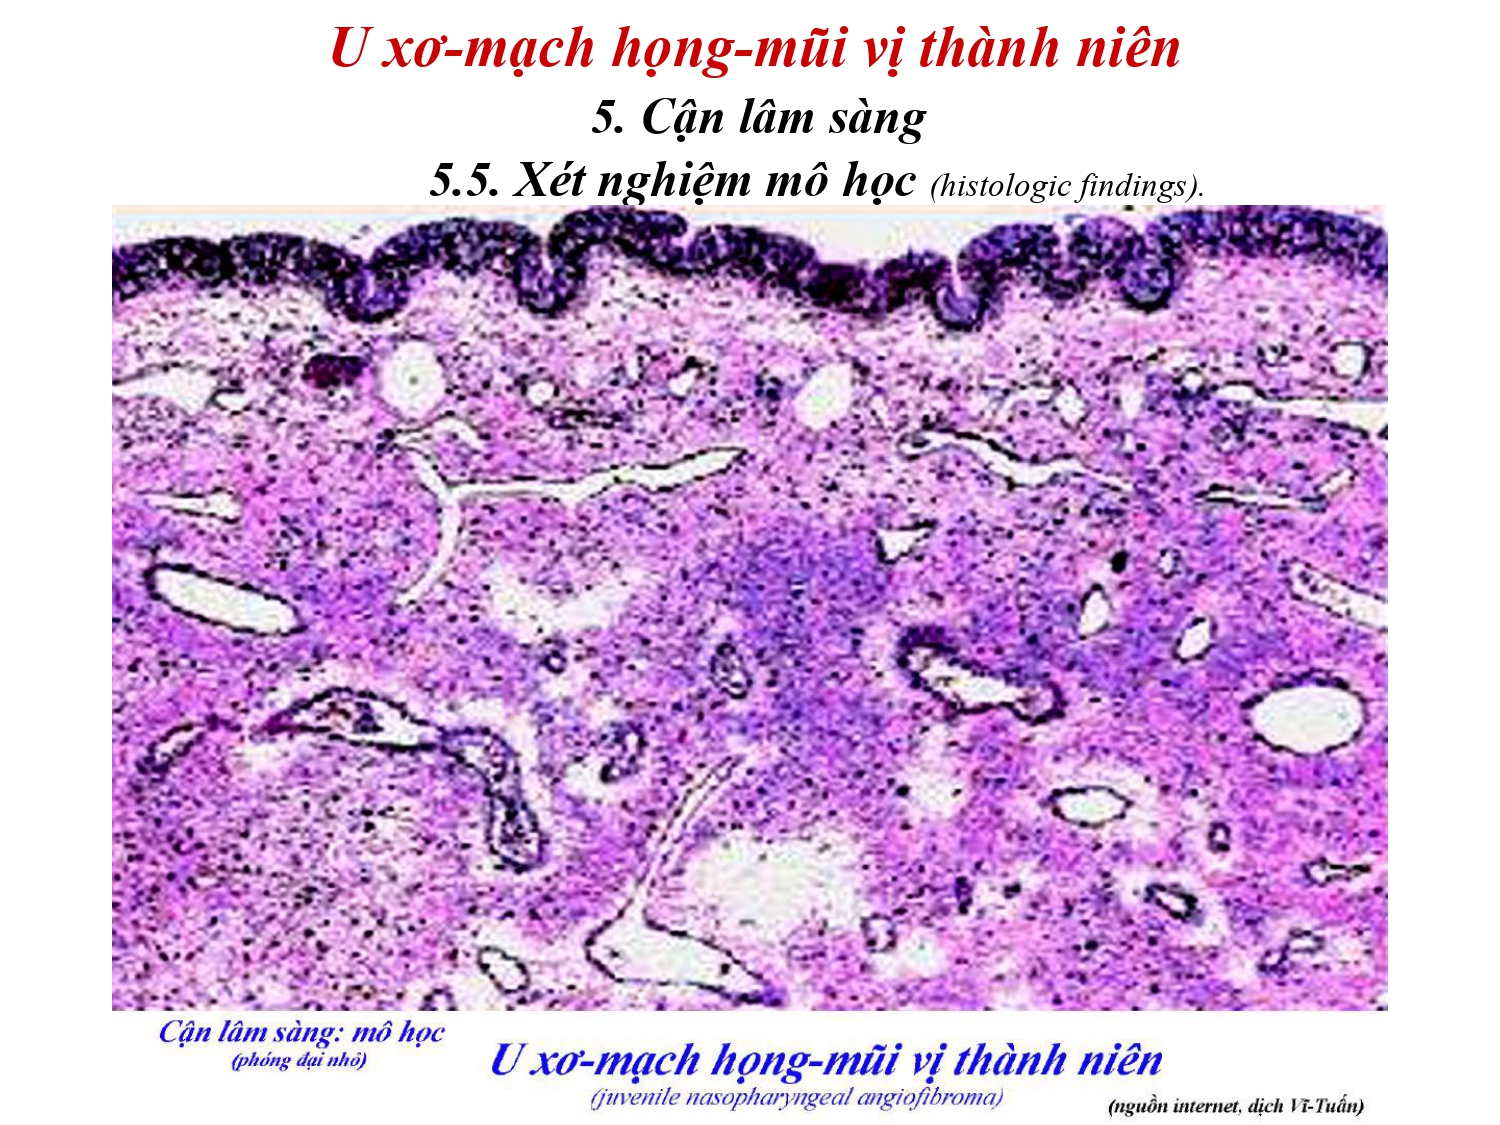 U xơ-mạch họng-mũi vị thành niên
5. Cận lâm sàng
5.5. Xét nghiệm mô học (histologic findings).
Cận lâm sàng: mô học
(phóng đại nhỏ)
U xơ-mạch họng-mũi vị thành niên
(juvenile nasopharyngeal angiofibroma)
(nguồn internet, dịch Vĩ-Tuấn)